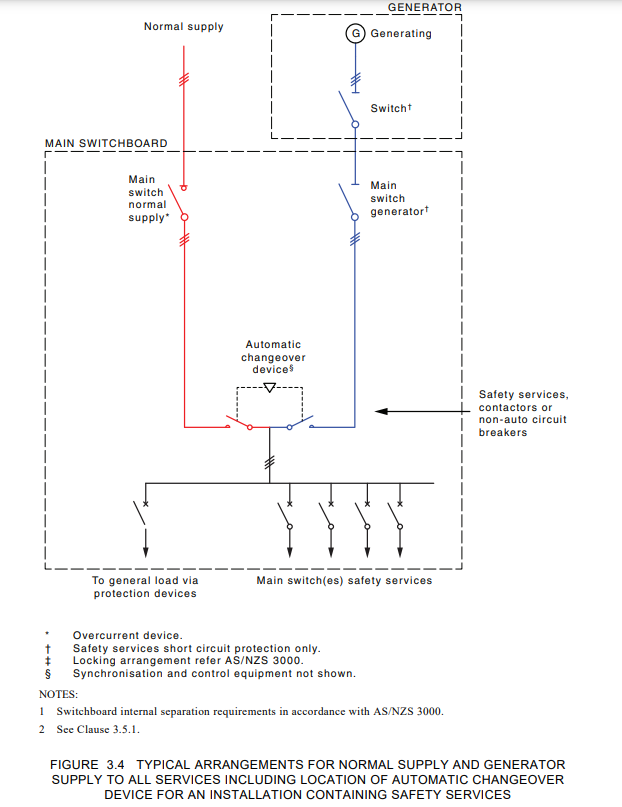 GENERATOR
Normal supply
G Generating
Switch†
MAIN SWITCHBOARD
Main
switch
normal
supply*
Main
switch
generator†
Automatic
changeover
device§
Safety services,
contactors or
non-auto circuit
breakers
To general load via
protection devices
Main switch(es) safety services
* Overcurrent device.
† Safety services short circuit protection only.
‡ Locking arrangement refer AS/NZS 3000.
§ Synchronisation and control equipment not shown.
NOTES:
1 Switchboard internal separation requirements in accordance with AS/NZS 3000.
2 See Clause 3.5.1.
FIGURE 3.4 TYPICAL ARRANGEMENTS FOR NORMAL SUPPLY AND GENERATOR
SUPPLY TO ALL SERVICES INCLUDING LOCATION OF AUTOMATIC CHANGEOVER
DEVICE FOR AN INSTALLATION CONTAINING SAFETY SERVICES